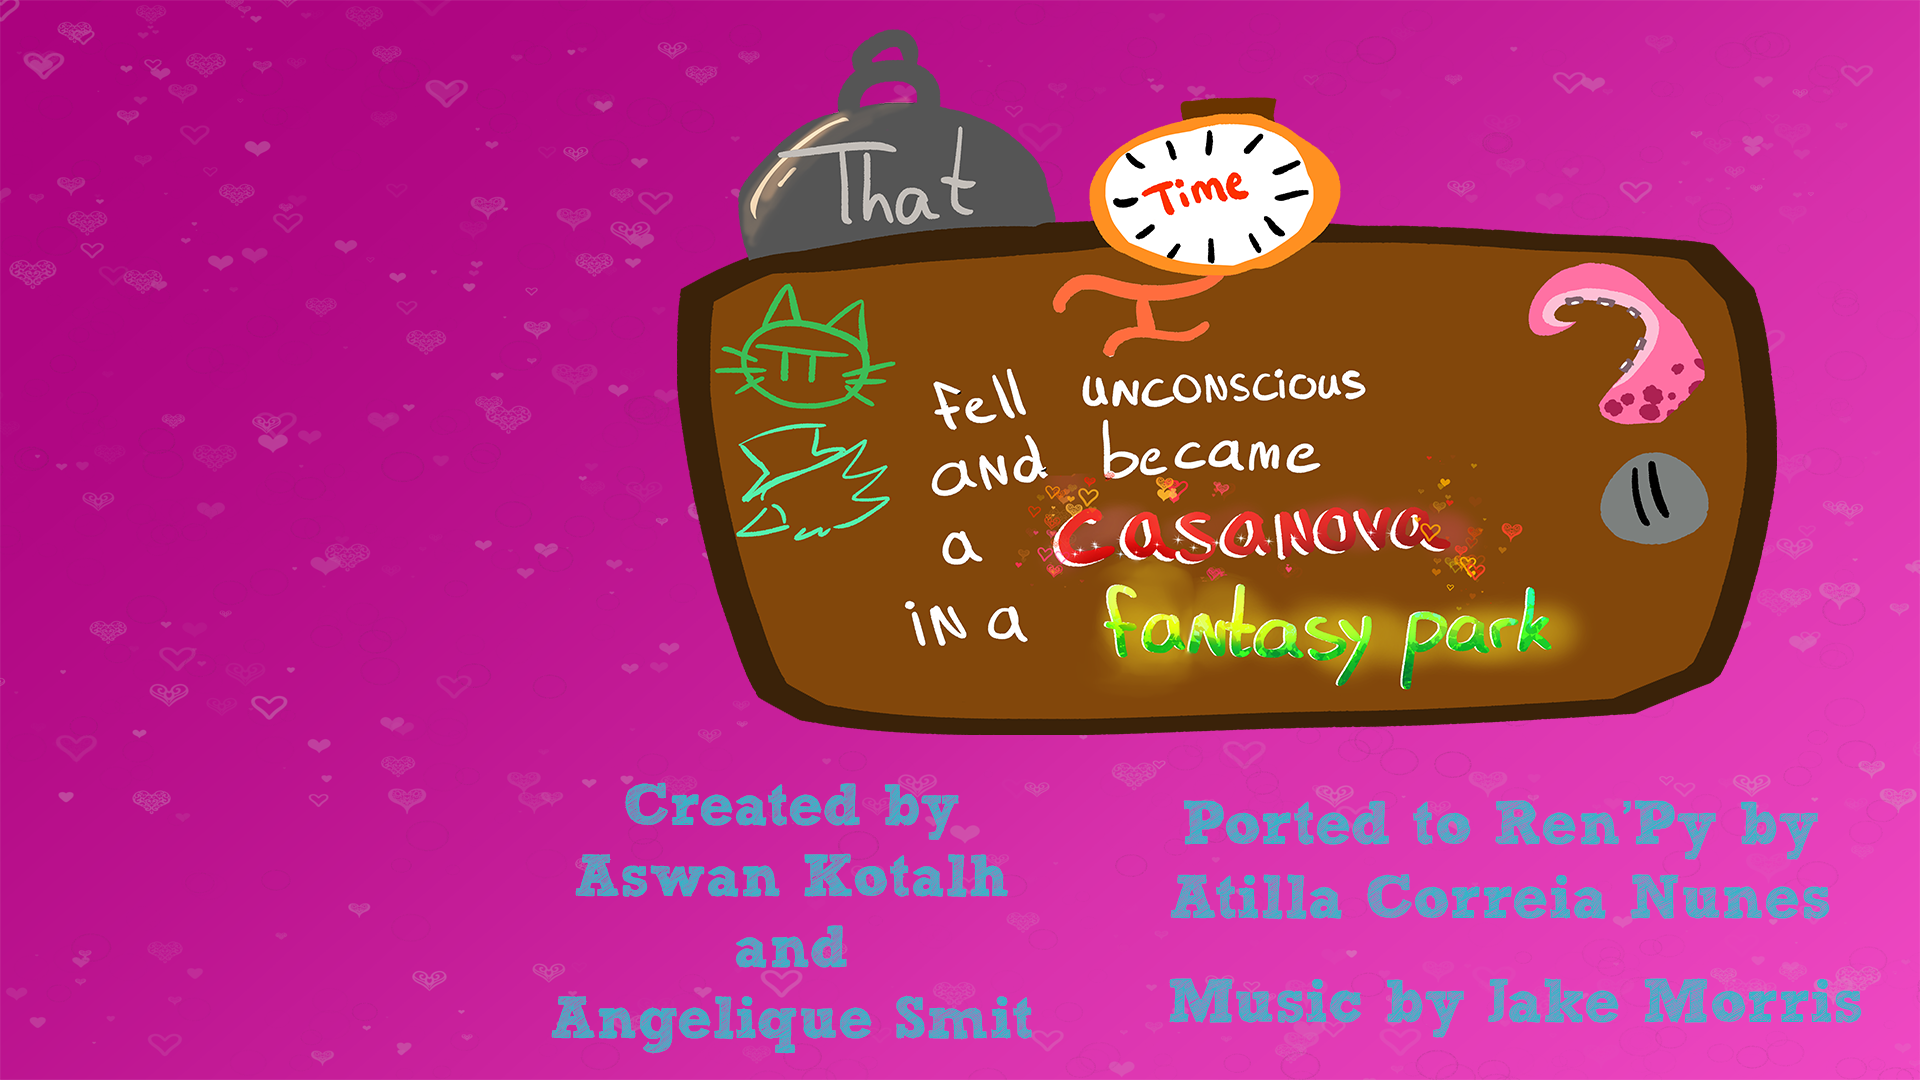 That
Time
I
fell unconscious
and became
a casanova
in a fantasy park
Created by
Aswan Kotalh
and
Angelique Smit
Ported to Ren'Py by
Atilla Correia Nunes
Music by Jake Morris